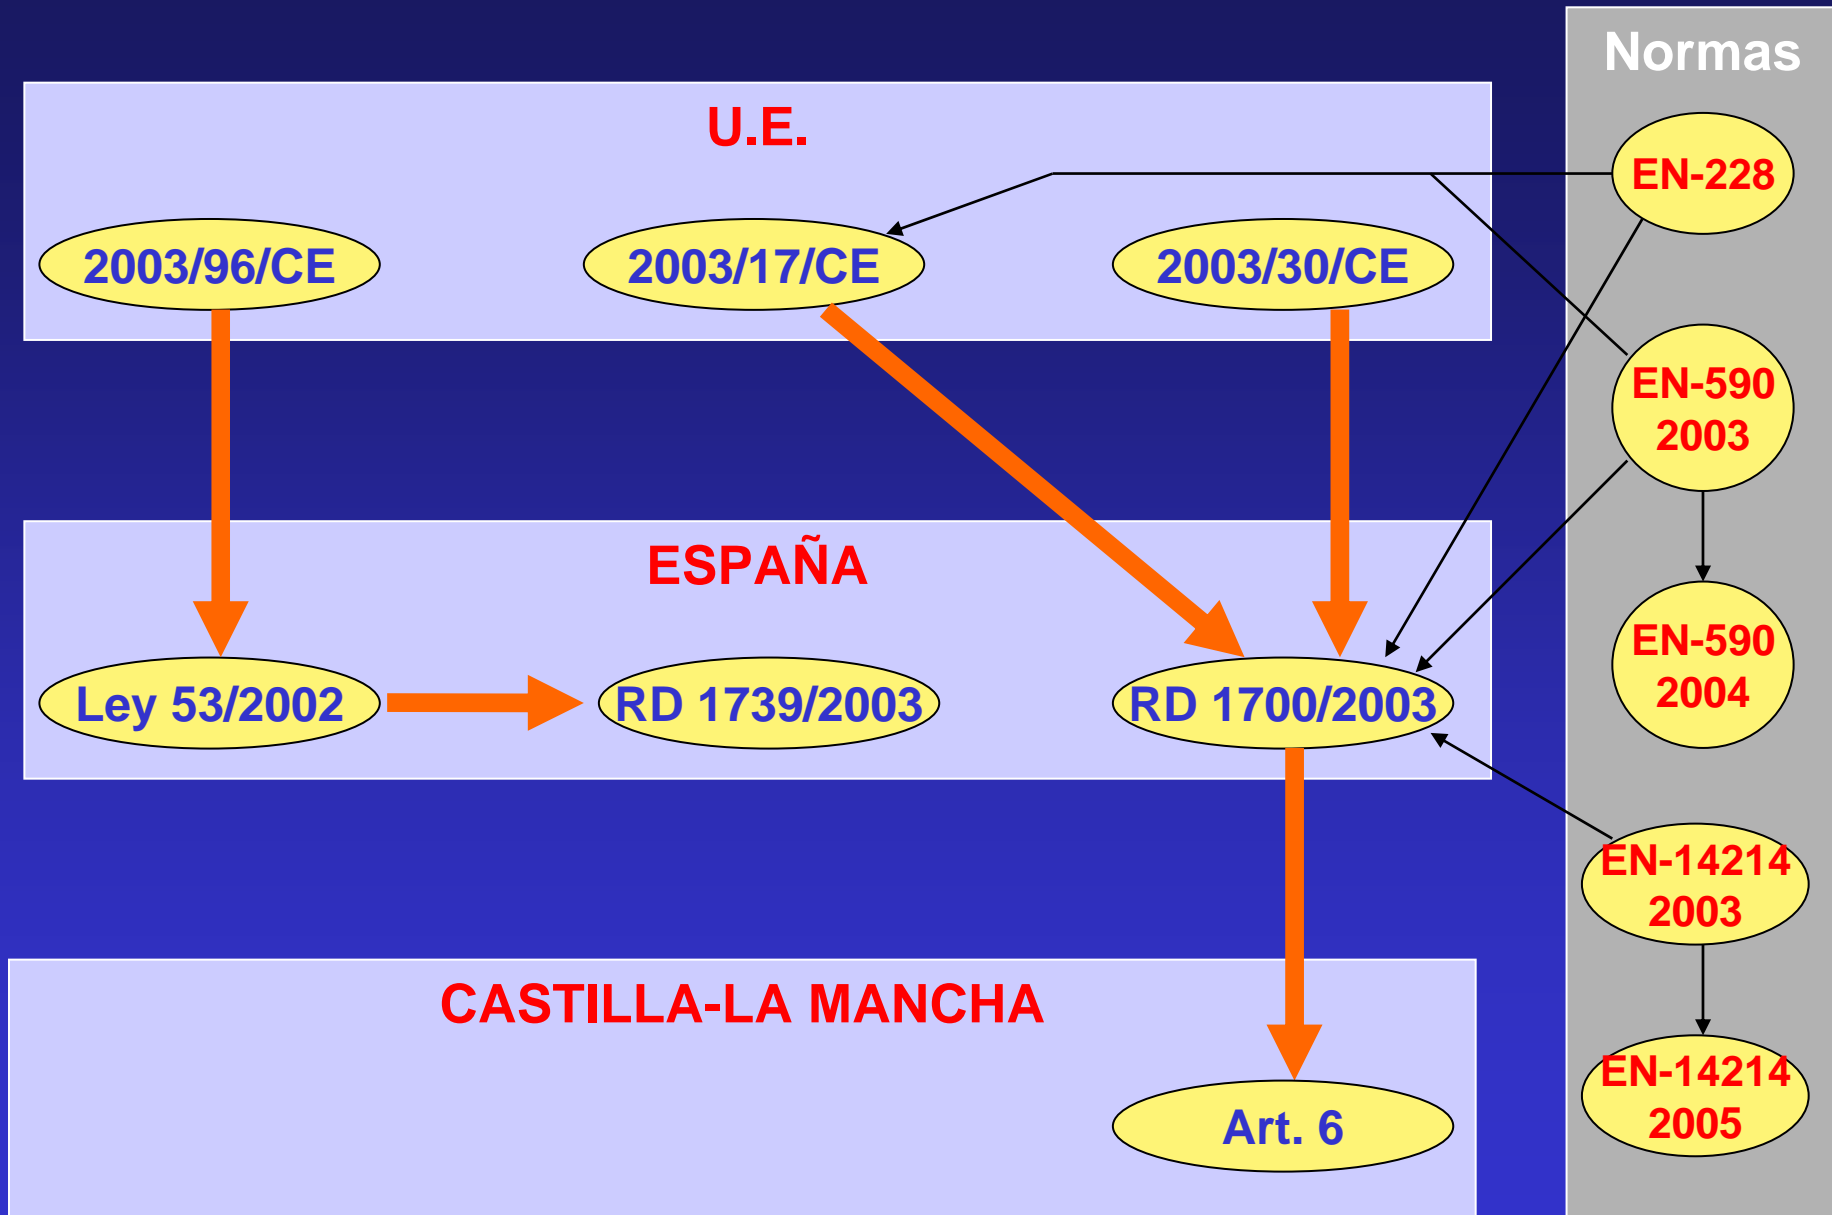 Normas
U.E.
EN-228
2003/96/CE
2003/17/CE
2003/30/CE
EN-590
2003
ESPAÑA
EN-590
2004
Ley 53/2002
RD 1739/2003
RD 1700/2003
EN-14214
2003
CASTILLA-LA MANCHA
EN-14214
2005
Art. 6